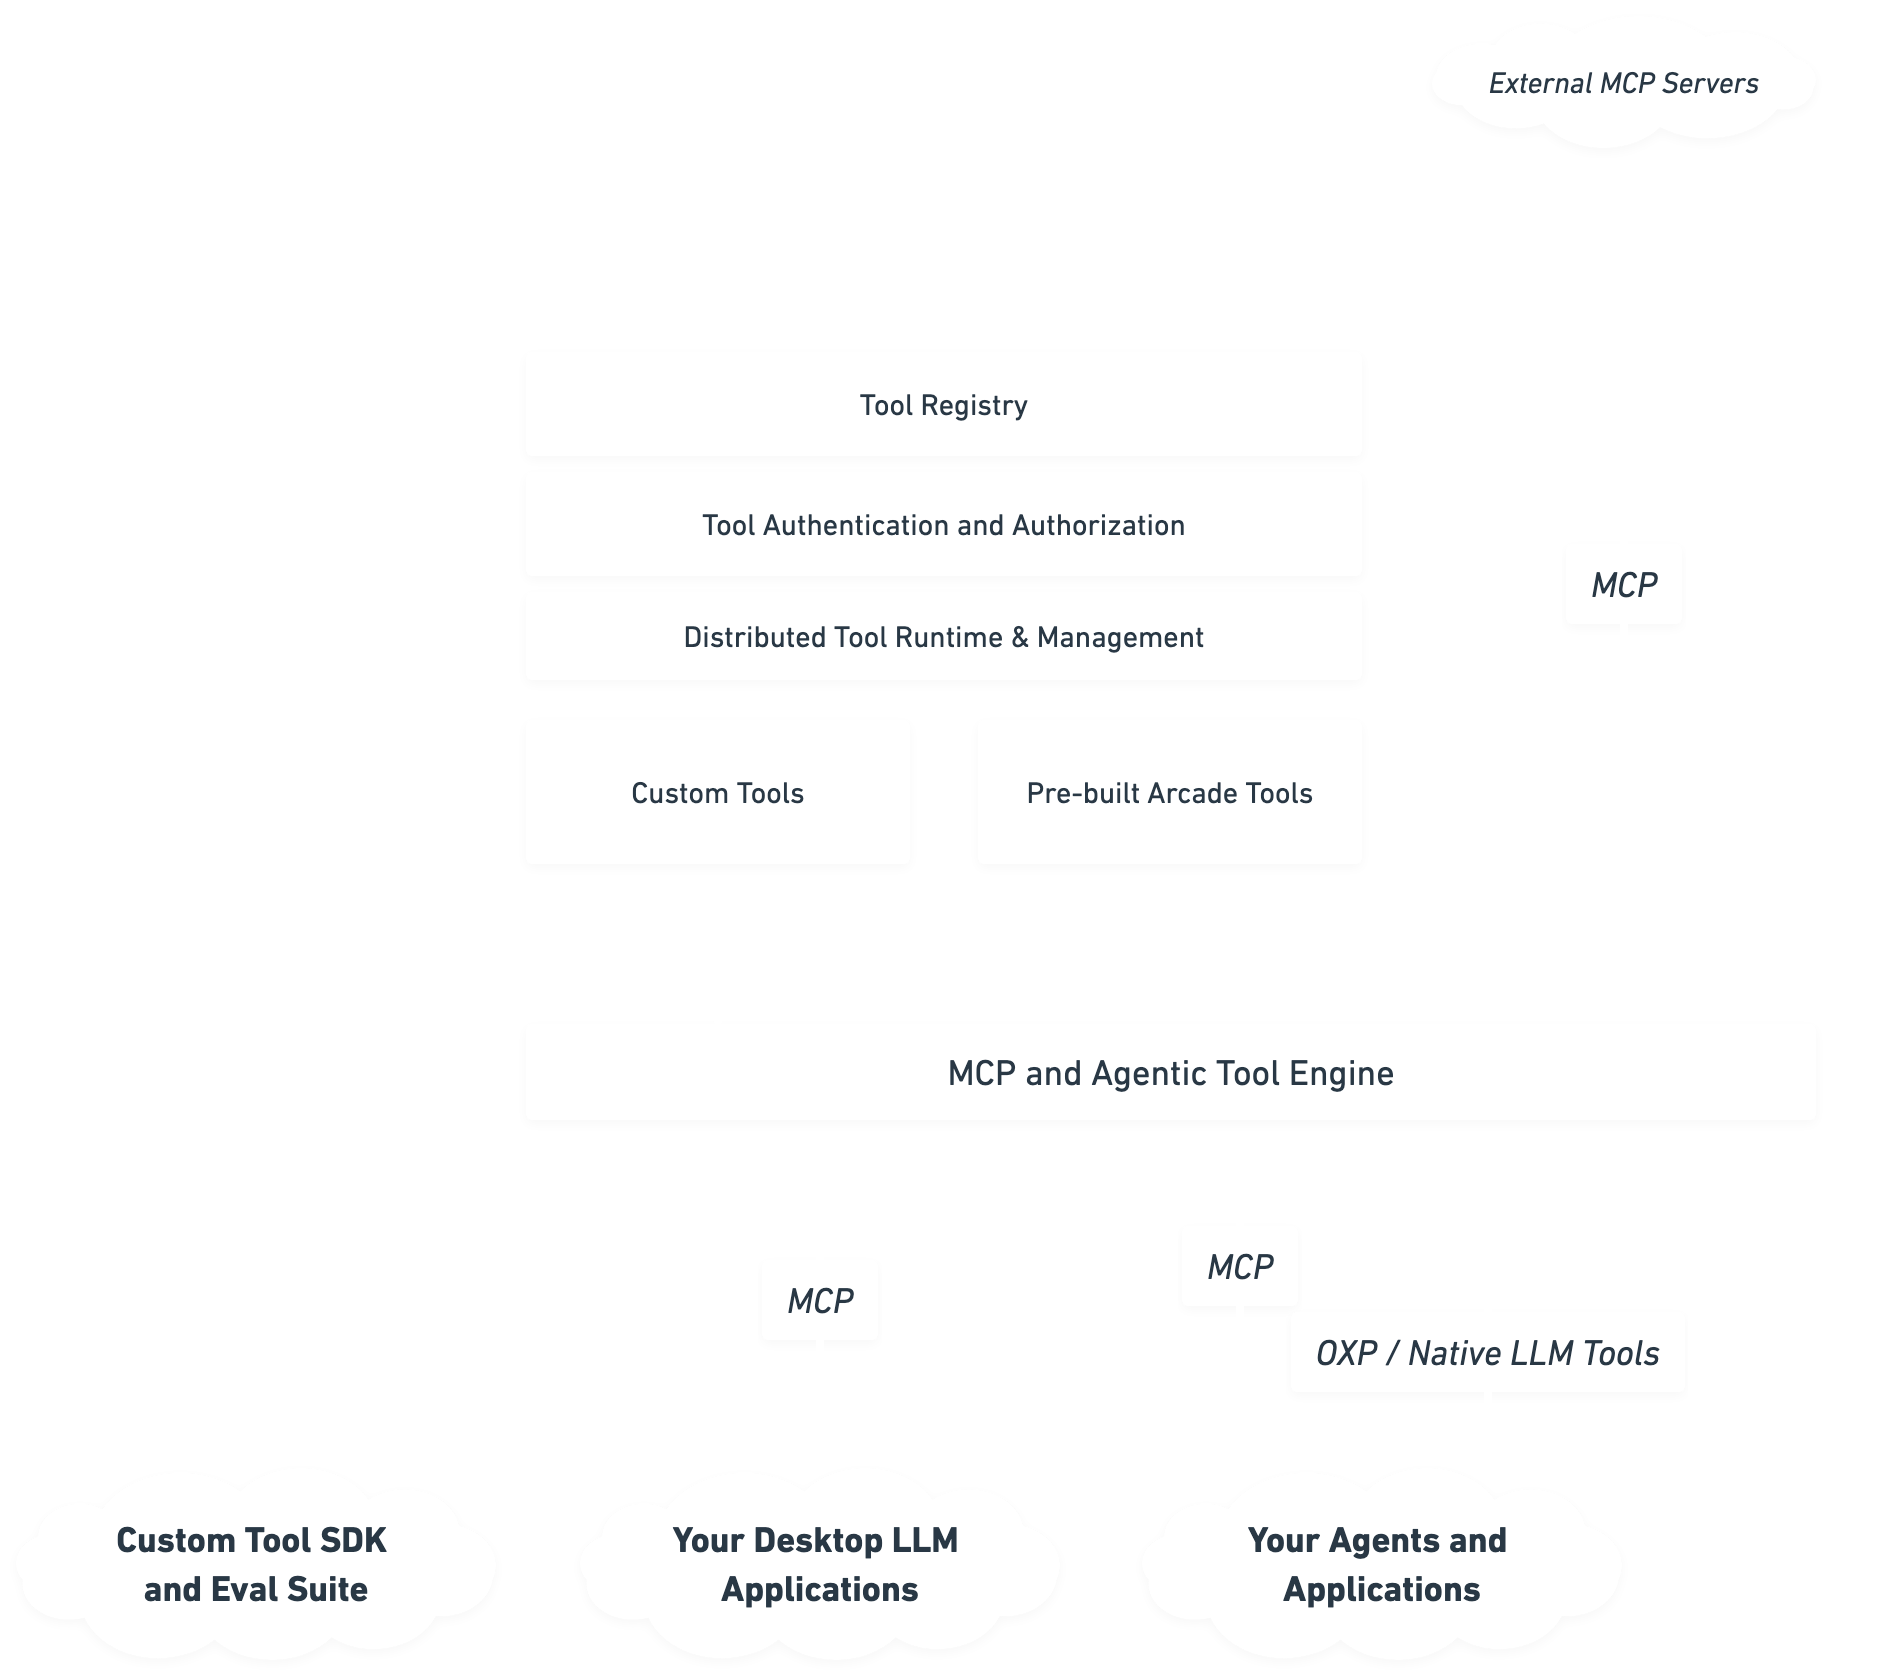 External MCP Servers
Tool Registry
Tool Authentication and Authorization
MCP
Distributed Tool Runtime & Management
Custom Tools
Pre-built Arcade Tools
MCP and Agentic Tool Engine
MCP
MCP
OXP / Native LLM Tools
Custom Tool SDK
and Eval Suite
Your Desktop LLM
Applications
Your Agents and
Applications